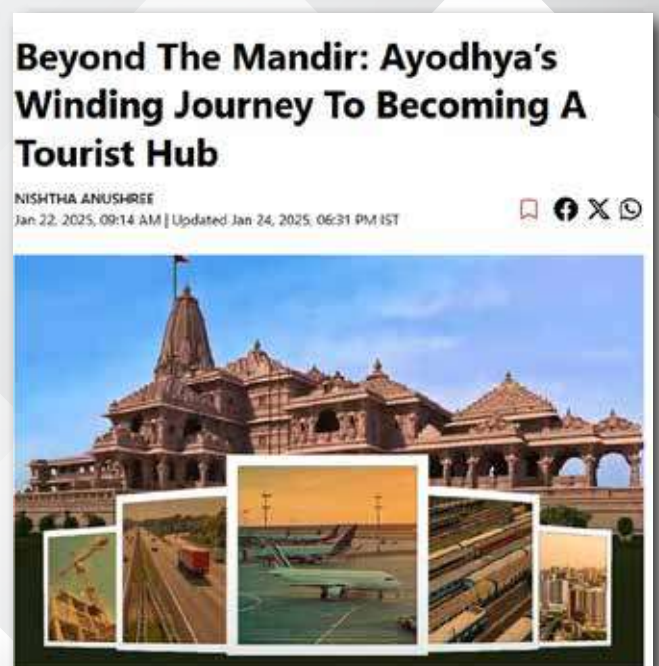 Beyond The Mandir: Ayodhya's
Winding Journey To Becoming A
Tourist Hub
NISHTHA ANUSHREE
Jan 22, 2025, 09:14 AM | Updated Jan 24, 2025, 06:31 PM IST